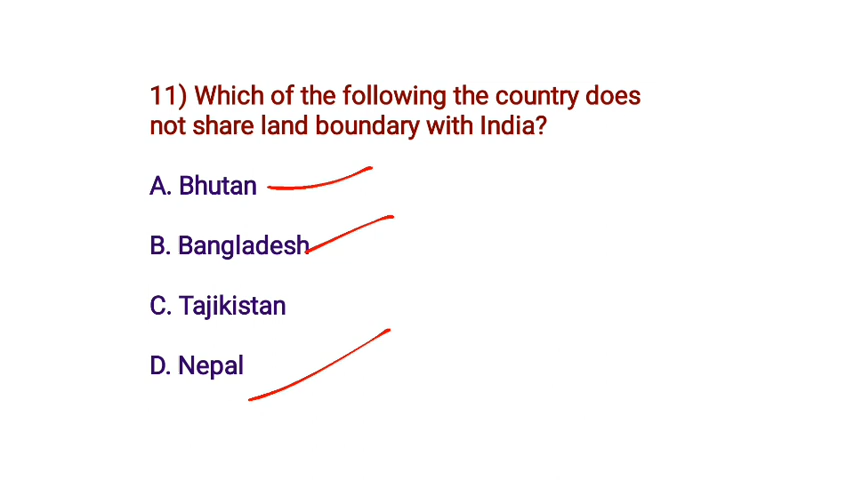 11) Which of the following the country does
not share land boundary with India?
A. Bhutan
B. Bangladesh
C. Tajikistan
D. Nepal